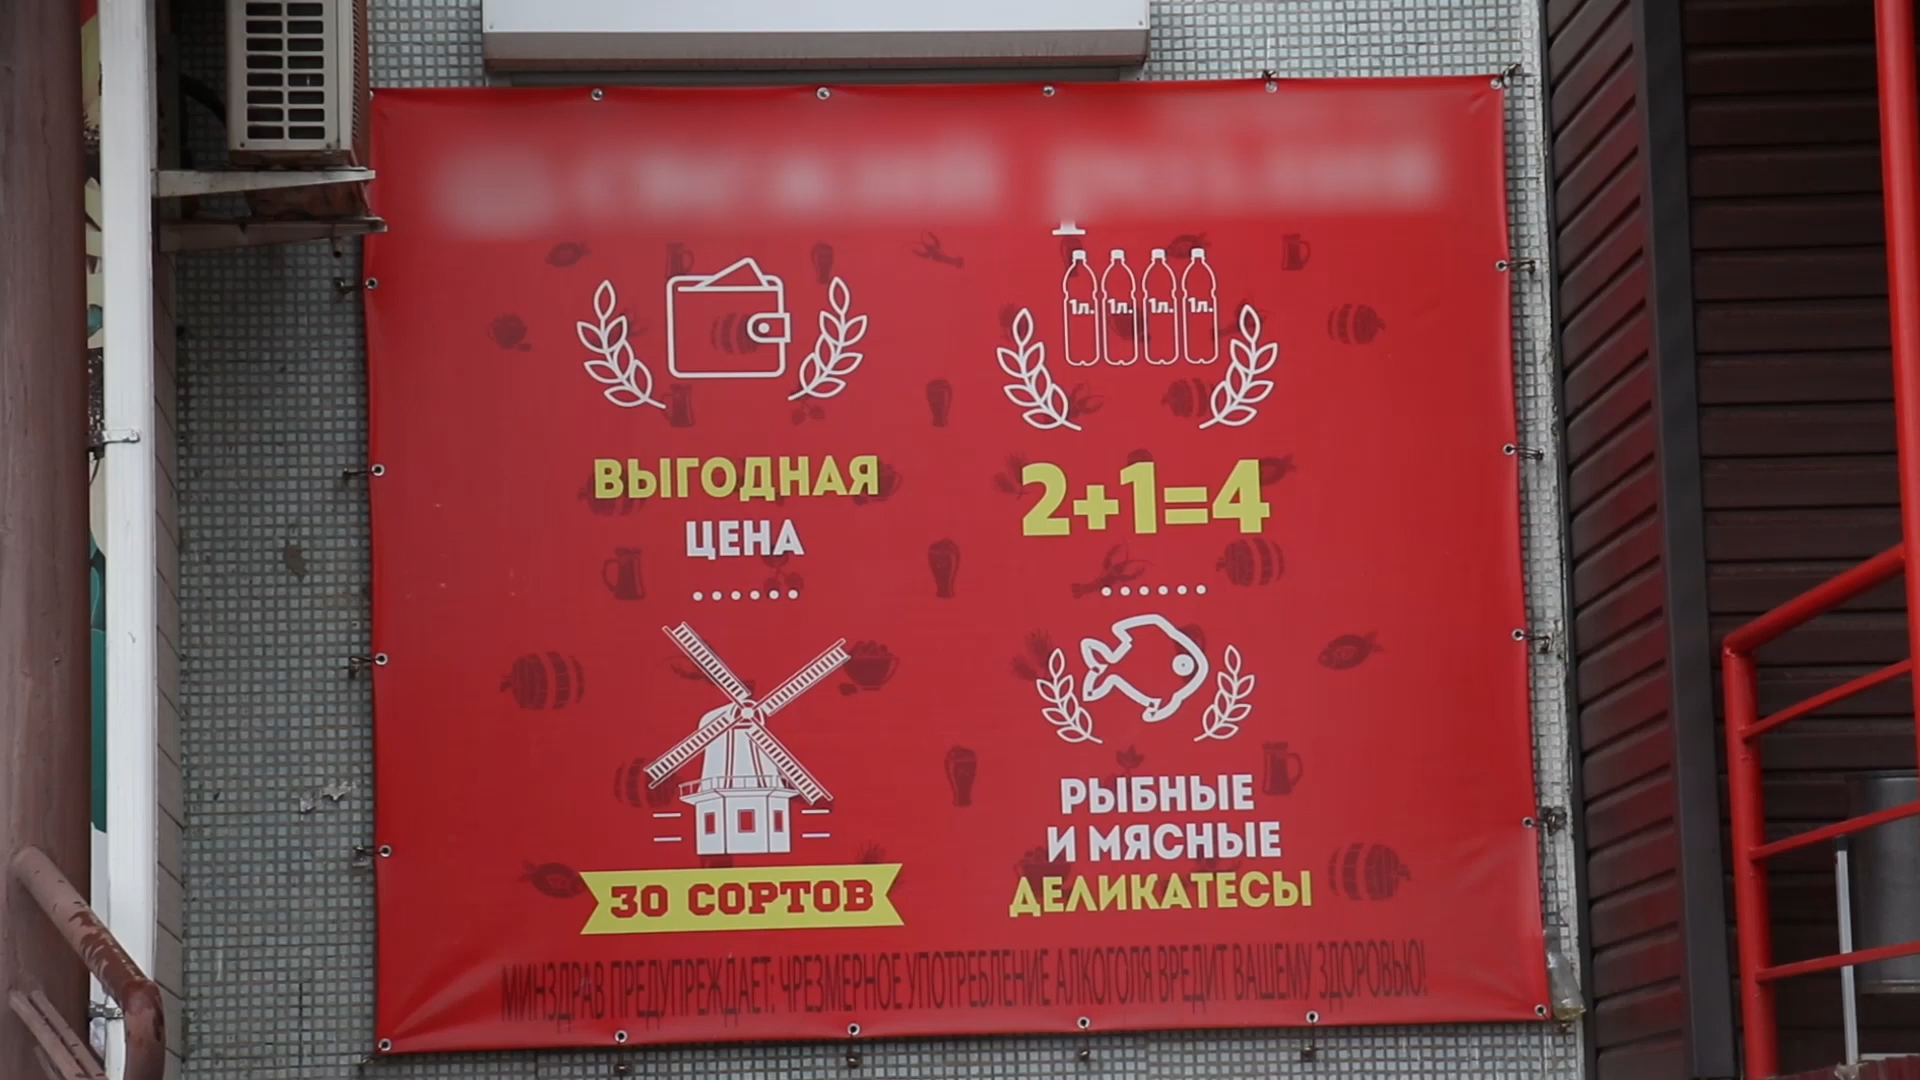 1л. 1л. 1л. 1л.
ВЫГОДНАЯ
ЦЕНА
2+1=4
30 СОРТОВ
РЫБНЫЕ
И МЯСНЫЕ
ДЕЛИКАТЕСЫ
МИНЗДРАВ ПРЕДУПРЕЖДАЕТ: ЧРЕЗМЕРНОЕ УПОТРЕБЛЕНИЕ АЛКОГОЛЯ ВРЕДИТ ВАШЕМУ ЗДОРОВЬЮ!